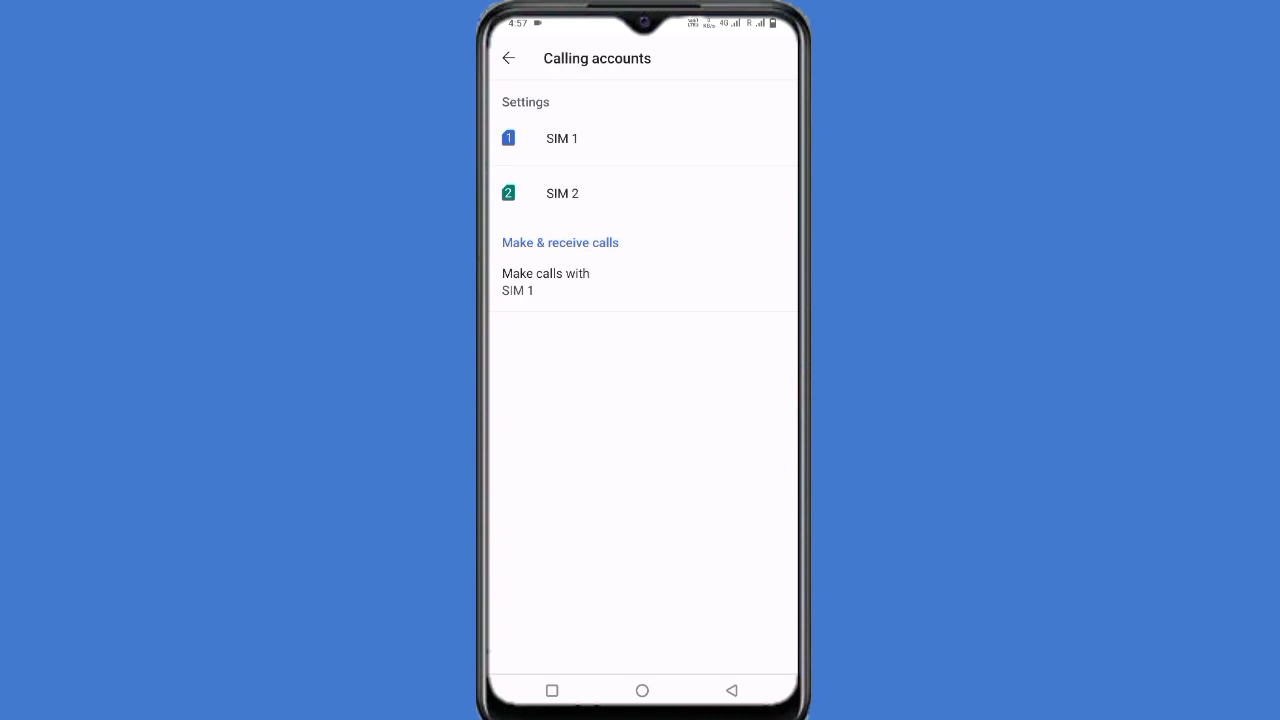 4:57 4G R
Calling accounts
Settings
1 SIM 1
2 SIM 2
Make & receive calls
Make calls with
SIM 1